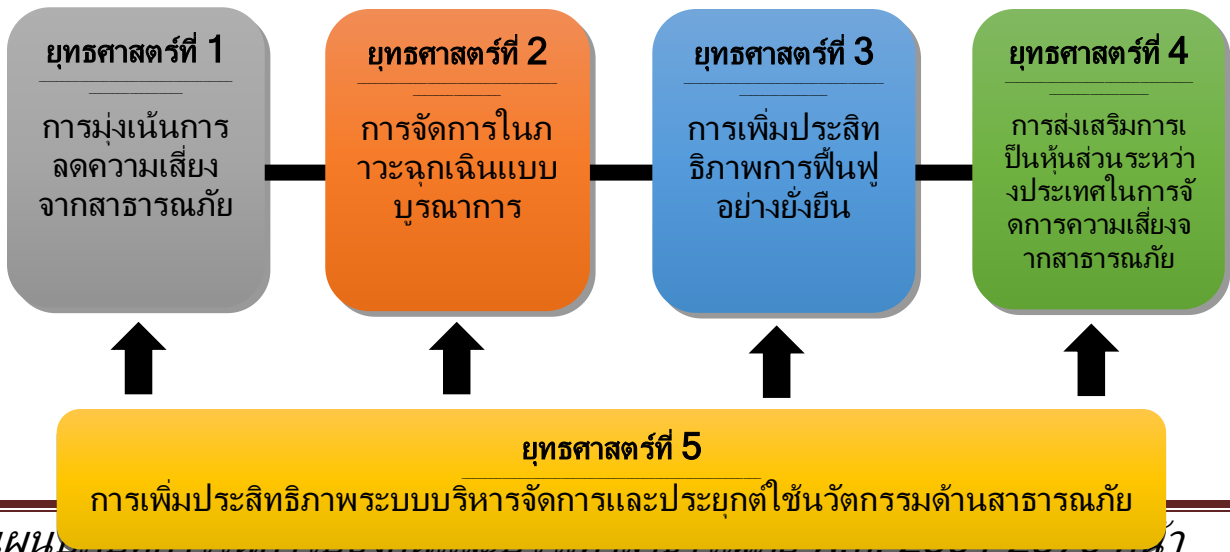 ยุทธศาสตร์ที่ 1
การมุ่งเน้นการ
ลดความเสี่ยง
จากสาธารณภัย
ยุทธศาสตร์ที่ 2
การจัดการในภ
าวะฉุกเฉินแบบ
บูรณาการ
ยุทธศาสตร์ที่ 3
การเพิ่มประสิท
ธิภาพการฟื้นฟู
อย่างยั่งยืน
ยุทธศาสตร์ที่ 4
การส่งเสริมการเ
ป็นหุ้นส่วนระหว่า
งประเทศในการจั
ดการความเสี่ยงจ
ากสาธารณภัย
ยุทธศาสตร์ที่ 5
การเพิ่มประสิทธิภาพระบบบริหารจัดการและประยุกต์ใช้นวัตกรรมด้านสาธารณภัย